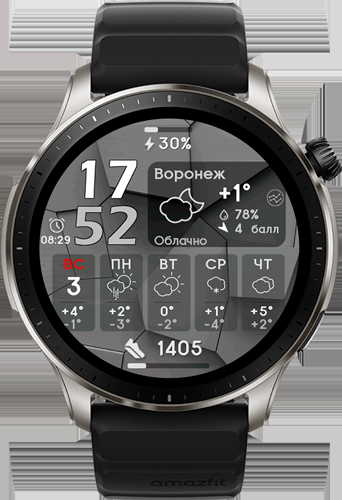 30%
17
52
Воронеж
+1°
78%
4 балл
Облачно
08:29
ВС ПН ВТ СР ЧТ
3
+4° +2° 0° +1° +5°
-1° -3° -2° -4° +2
1405
amazfit